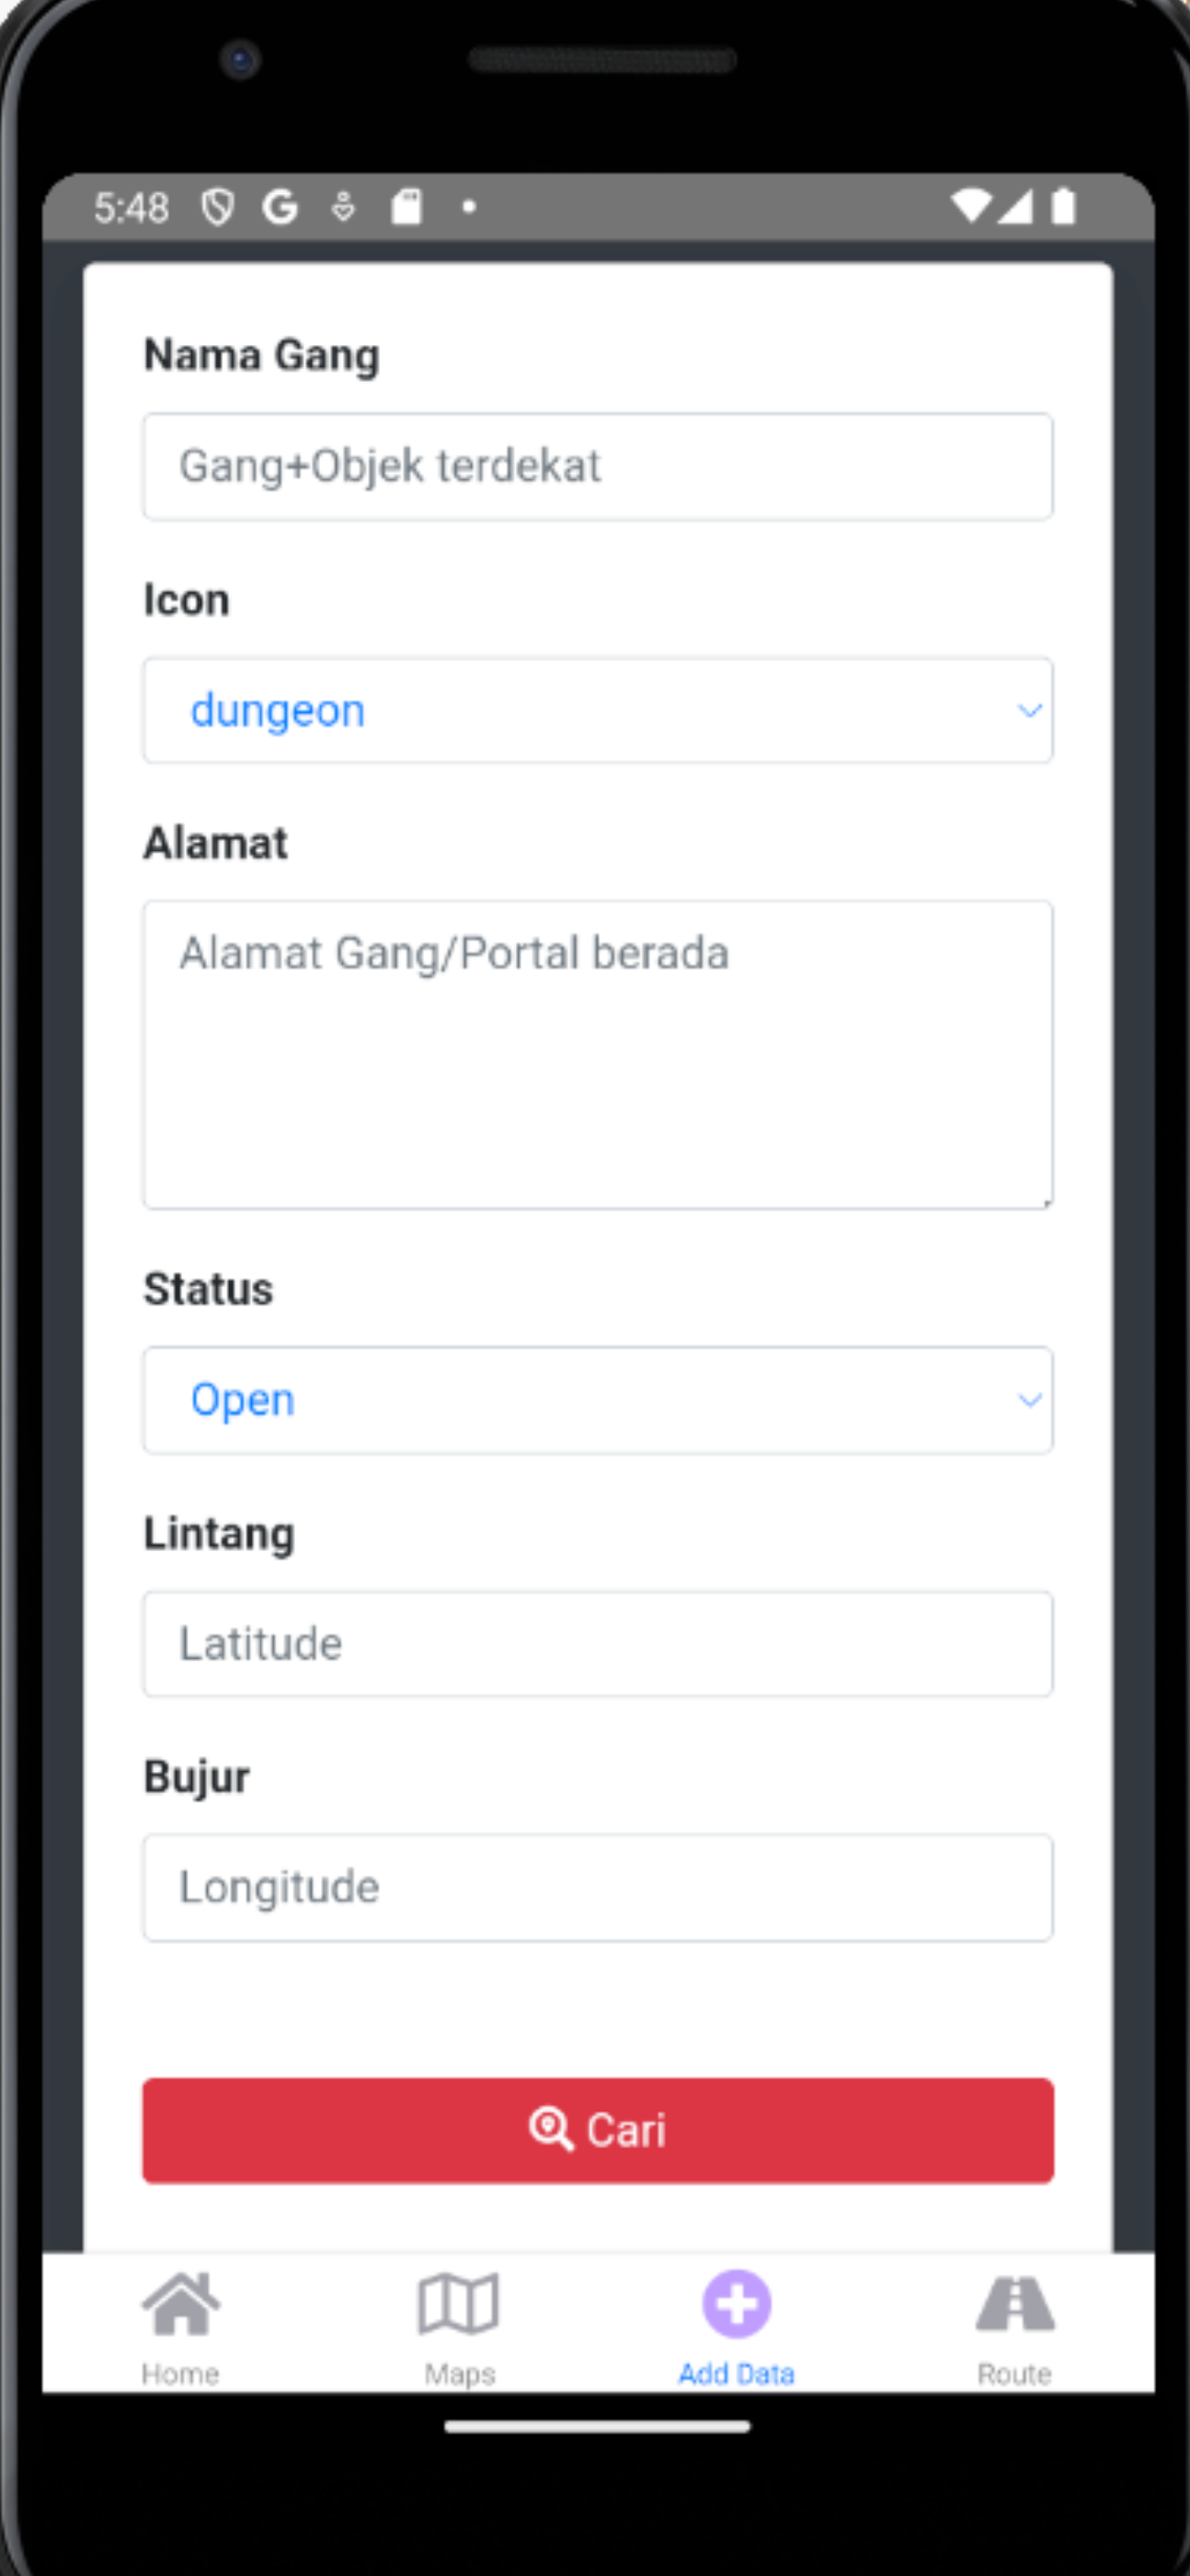 5:48
Nama Gang
Gang+Objek terdekat
Icon
dungeon
Alamat
Alamat Gang/Portal berada
Status
Open
Lintang
Latitude
Bujur
Longitude
Cari
Home Maps Add Data Route